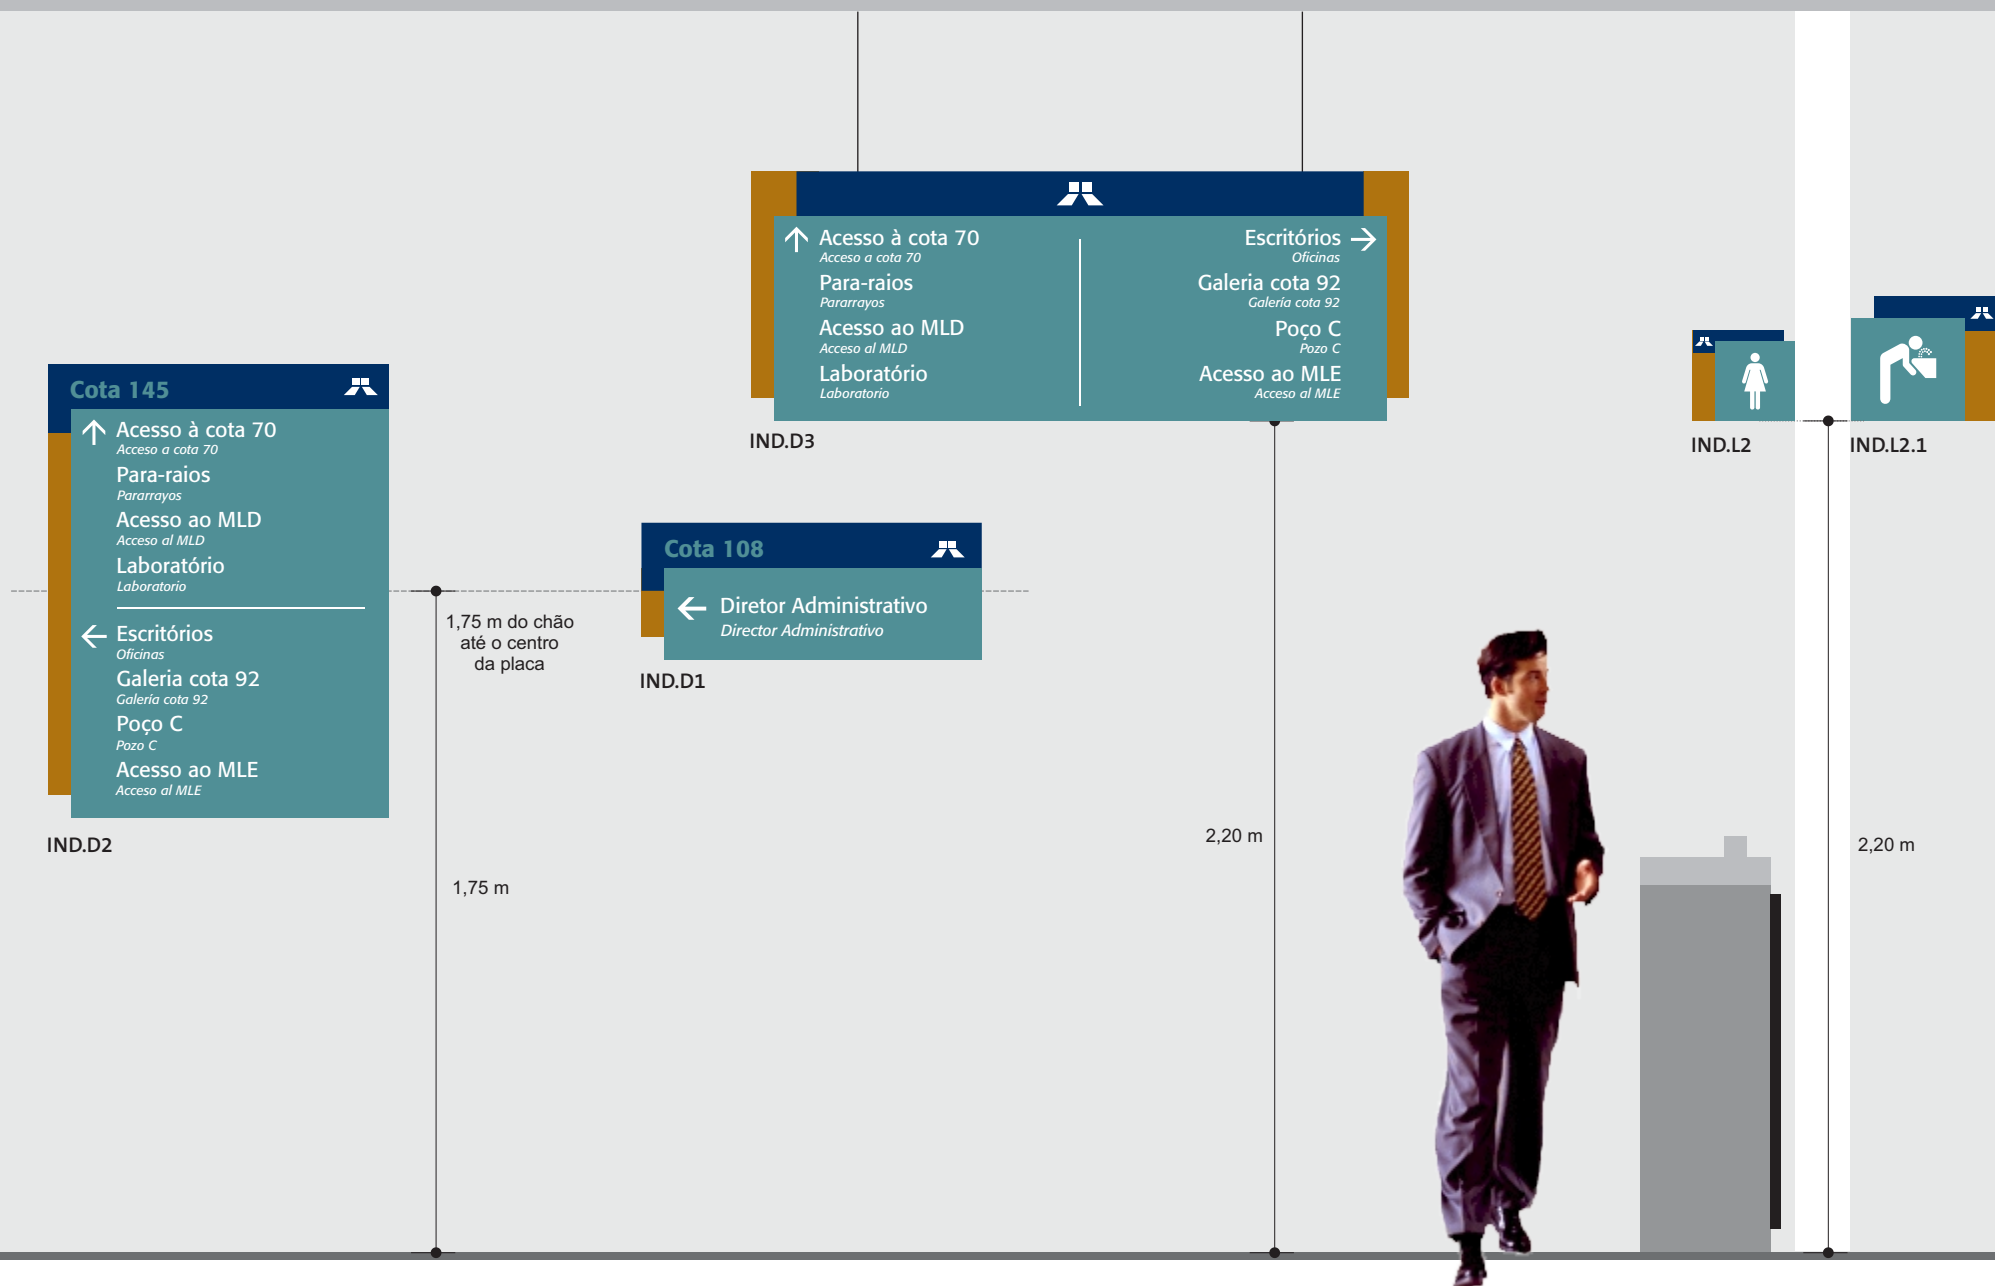 Cota 145
Acesso à cota 70
Acceso a cota 70
Para-raios
Pararrayos
Acesso ao MLD
Acceso al MLD
Laboratório
Laboratorio
Escritórios
Oficinas
Galeria cota 92
Galería cota 92
Poço C
Pozo C
Acesso ao MLE
Acceso al MLE
IND.D2
1,75 m do chão
até o centro
da placa
1,75 m
Cota 108
Diretor Administrativo
Director Administrativo
IND.D1
Acesso à cota 70
Acceso a cota 70
Para-raios
Pararrayos
Acesso ao MLD
Acceso al MLD
Laboratório
Laboratorio
Escritórios
Oficinas
Galeria cota 92
Galería cota 92
Poço C
Pozo C
Acesso ao MLE
Acceso al MLE
IND.D3
2,20 m
IND.L2
IND.L2.1
2,20 m